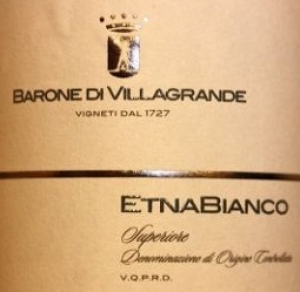 BARONE DI VILLAGRANDE
VIGNETI DAL 1727
ETNABIANCO
Superiore
Denominazione di Origine Controllata
V.Q.P.R.D.